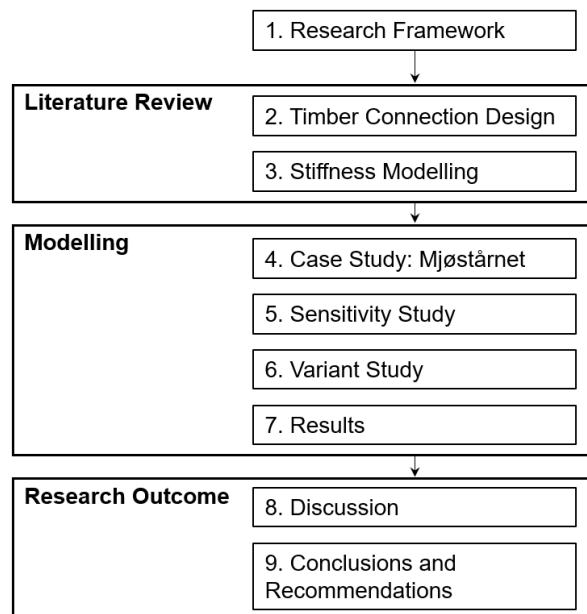 1. Research Framework
Literature Review
2. Timber Connection Design
3. Stiffness Modelling
Modelling
4. Case Study: Mjøstårnet
5. Sensitivity Study
6. Variant Study
7. Results
Research Outcome
8. Discussion
9. Conclusions and
Recommendations